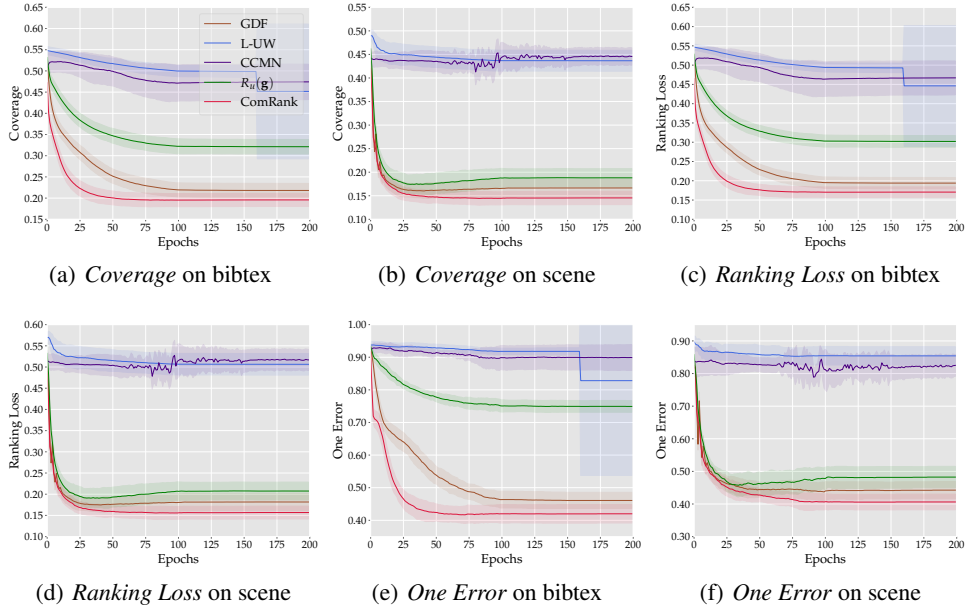 0.65
0.60
0.55
0.50
0.45
0.40
0.35
0.30
0.25
0.20
0.15
0 25 50 75 100 125 150 175 200
Coverage
Epochs
GDF
L-UW
CCMN
R_u(g)
ComRank
(a) Coverage on bibtex
0.55
0.50
0.45
0.40
0.35
0.30
0.25
0.20
0.15
0.10
0 25 50 75 100 125 150 175 200
Coverage
Epochs
(b) Coverage on scene
0.60
0.55
0.50
0.45
0.40
0.35
0.30
0.25
0.20
0.15
0.10
0 25 50 75 100 125 150 175 200
Ranking Loss
Epochs
(c) Ranking Loss on bibtex
0.60
0.55
0.50
0.45
0.40
0.35
0.30
0.25
0.20
0.15
0.10
0 25 50 75 100 125 150 175 200
Ranking Loss
Epochs
(d) Ranking Loss on scene
1.00
0.90
0.80
0.70
0.60
0.50
0.40
0 25 50 75 100 125 150 175 200
One Error
Epochs
(e) One Error on bibtex
0.90
0.80
0.70
0.60
0.50
0.40
0.30
0 25 50 75 100 125 150 175 200
One Error
Epochs
(f) One Error on scene